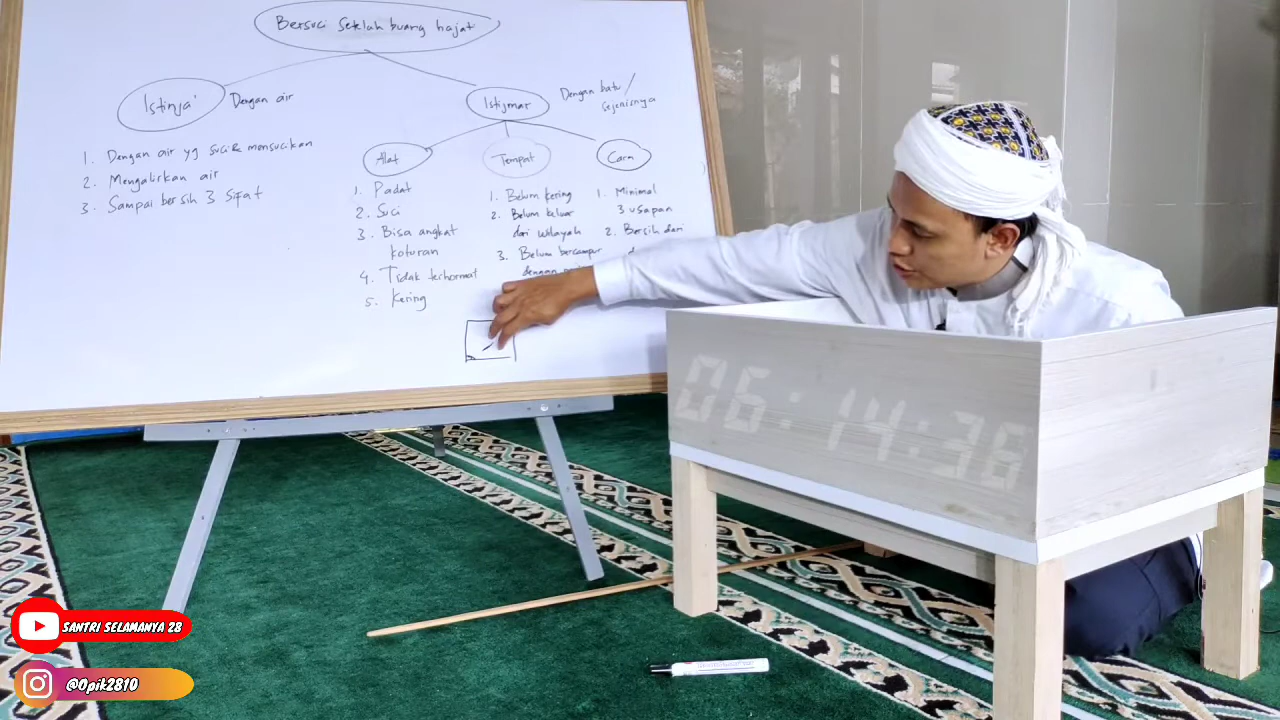 Bersuci Setelah buang hajat
Istinja'
Dengan air
1. Dengan air yg suci & mensucikan
2. Mengalirkan air
3. Sampai bersih 3 Sifat
Istijmar
Dengan batu/
Sejenisnya
Alat
1. Padat
2. Suci
3. Bisa angkat
kotoran
4. Tidak terhormat
5. Kering
Tempat
1. Belum kering
2. Belum keluar
dari wilayah
3. Belum bercampur
dengan
Cara
1. Minimal
3 usapan
2. Bersih dan
06:14:38
SANTRI SELAMANYA 28
@Opik2810